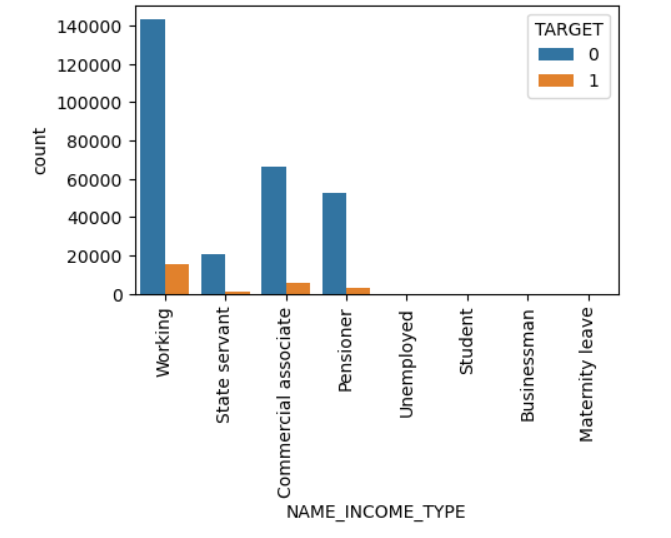 TARGET
0
1
140000
120000
100000
80000
60000
40000
20000
0
count
Working
State servant
Commercial associate
Pensioner
Unemployed
Student
Businessman
Maternity leave
NAME_INCOME_TYPE